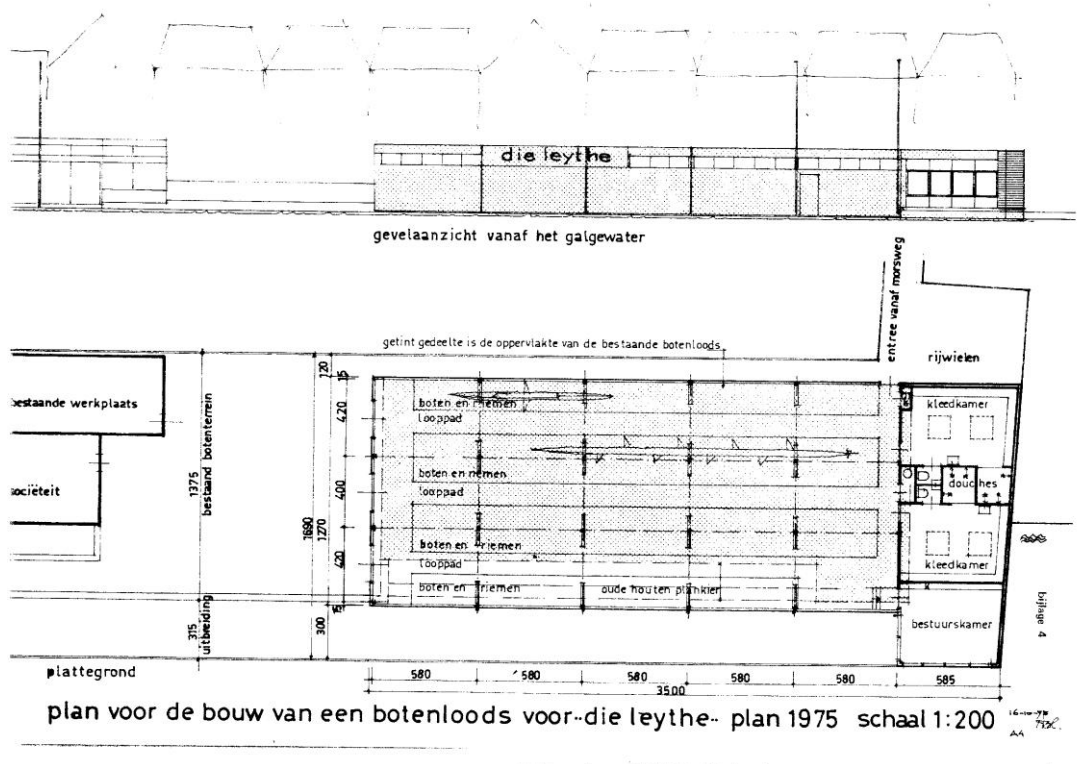 die leythe
gevelaanzicht vanaf het galgewater
entree vanaf morsweg
getint gedeelte is de oppervlakte van de bestaande botenloods
rijwielen
120
15
bestaande werkplaats
boten en riemen
looppad
kleedkamer
420
sociëteit
1375
bestaand botenterrein
boten en riemen
looppad
douches
400
1690
1270
boten en riemen
looppad
kleedkamer
420
boten en riemen
oude houten plankier
15
bestuurskamer
bijlage 4
315
uitbreiding
300
plattegrond
580 580 580 580 580 585
3500
plan voor de bouw van een botenloods voor--die leythe-- plan 1975 schaal 1:200
A4